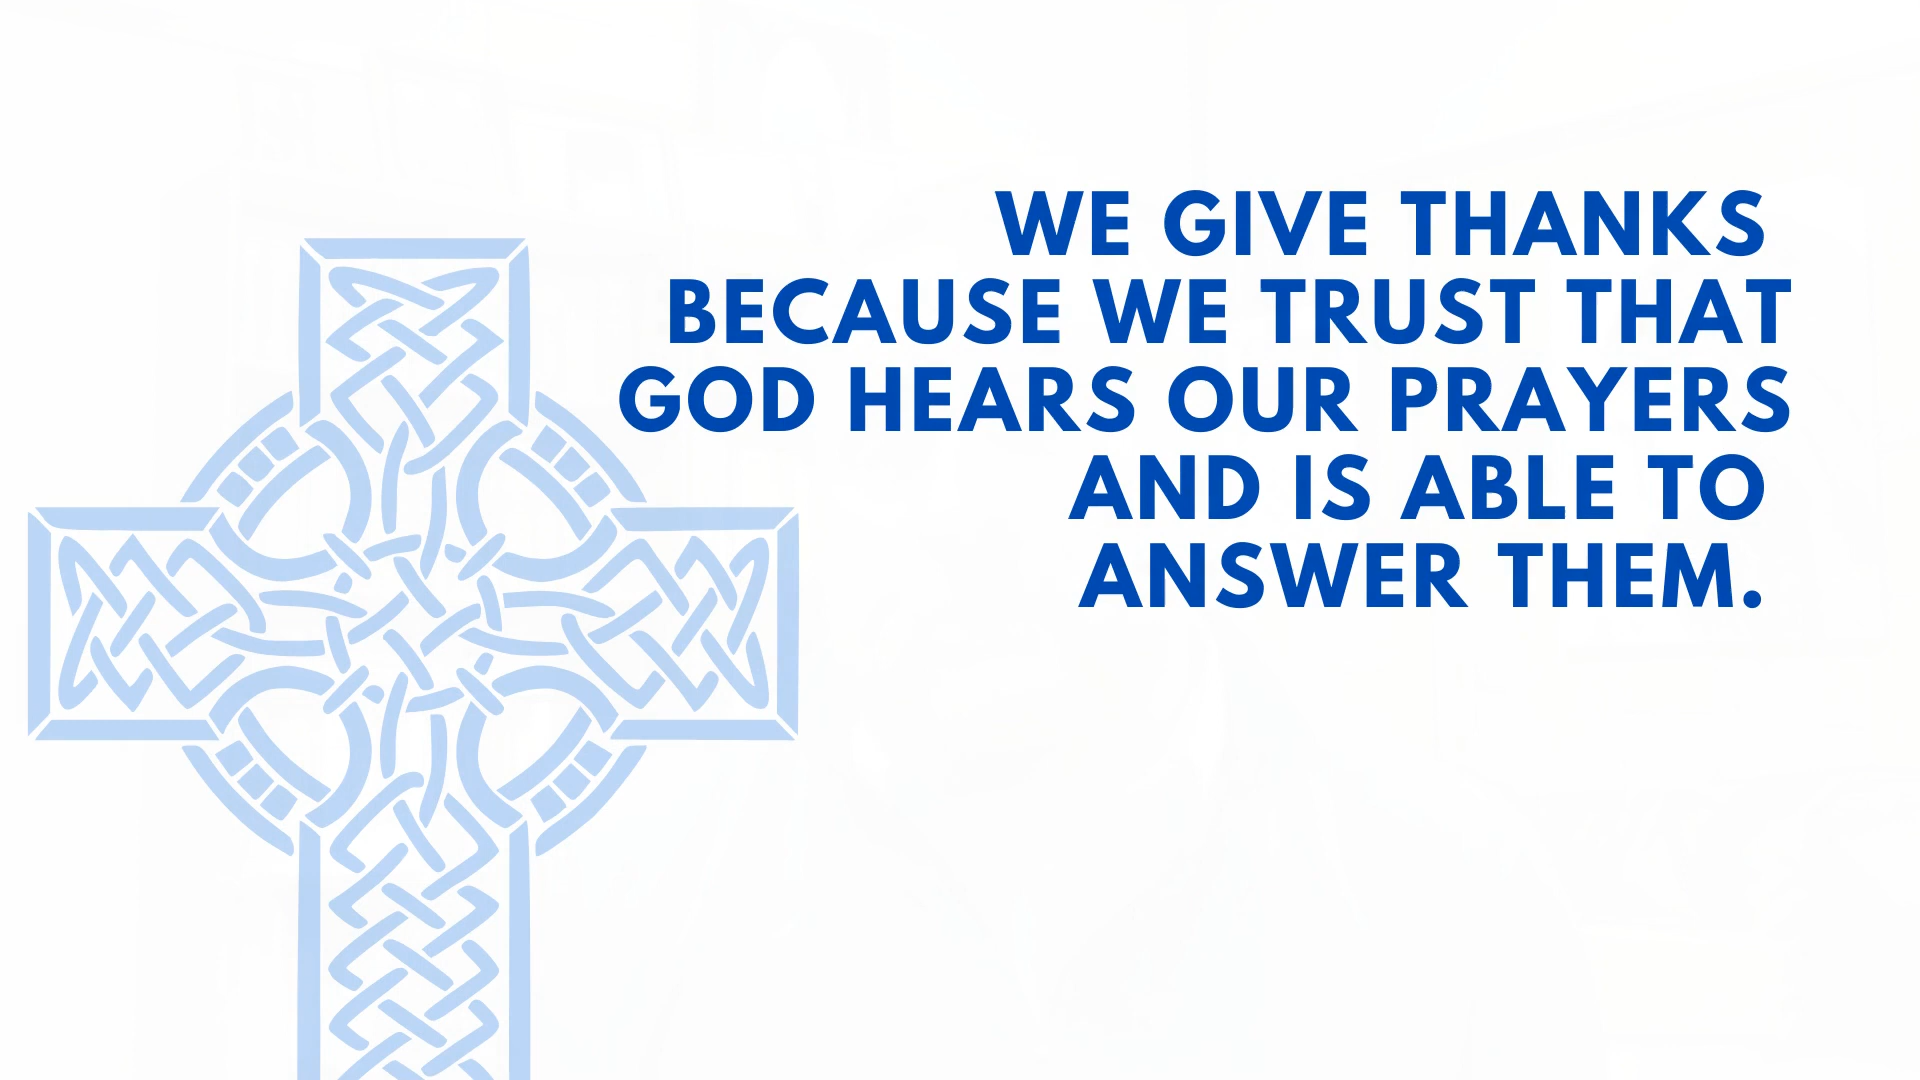 WE GIVE THANKS
BECAUSE WE TRUST THAT
GOD HEARS OUR PRAYERS
AND IS ABLE TO
ANSWER THEM.